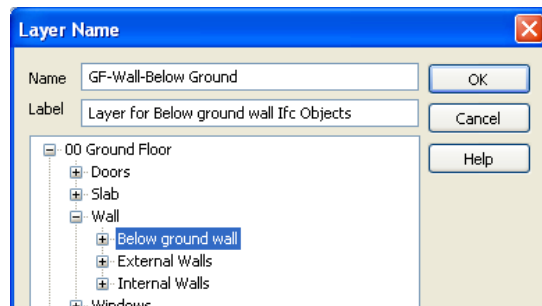 Layer Name
Name GF-Wall-Below Ground OK
Label Layer for Below ground wall Ifc Objects Cancel
Help
00 Ground Floor
Doors
Slab
Wall
Below ground wall
External Walls
Internal Walls
Windows